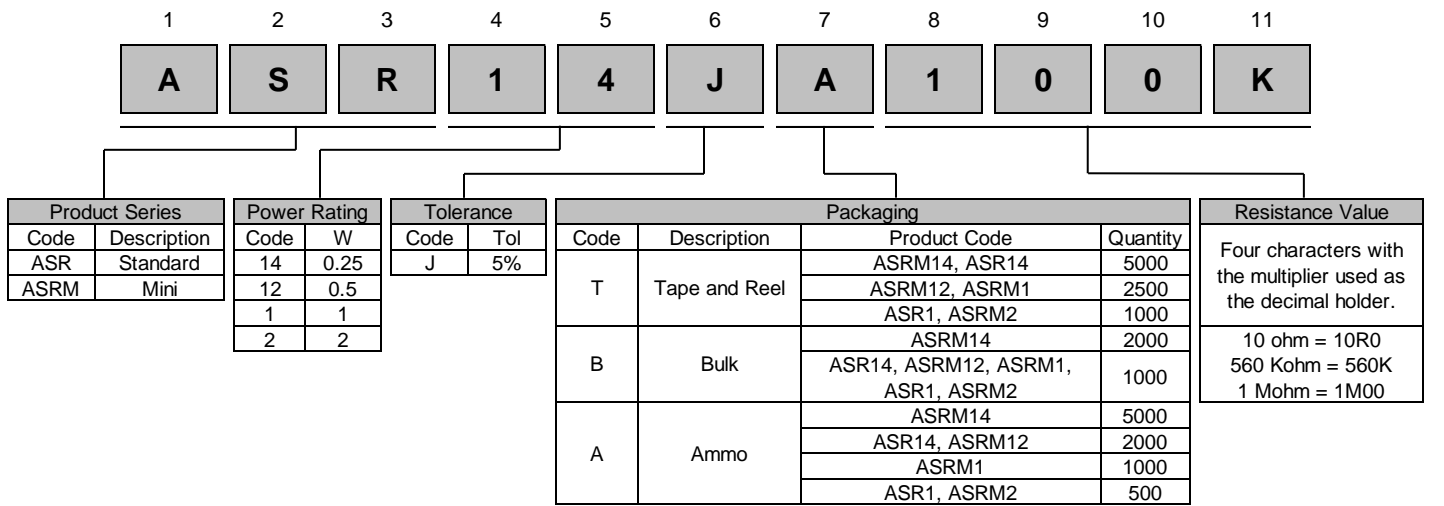 1 2 3 4 5 6 7 8 9 10 11
A S R 1 4 J A 1 0 0 K
Product Series
Code Description
ASR Standard
ASRM Mini
Power Rating
Code W
14 0.25
12 0.5
1 1
2 2
Tolerance
Code Tol
J 5%
Packaging
Code Description Product Code Quantity
T Tape and Reel
ASRM14, ASR14 5000
ASRM12, ASRM1 2500
ASR1, ASRM2 1000
B Bulk
ASRM14 2000
ASR14, ASRM12, ASRM1,
ASR1, ASRM2
1000
A Ammo
ASRM14 5000
ASR14, ASRM12 2000
ASRM1 1000
ASR1, ASRM2 500
Resistance Value
Four characters with
the multiplier used as
the decimal holder.
10 ohm = 10R0
560 Kohm = 560K
1 Mohm = 1M00